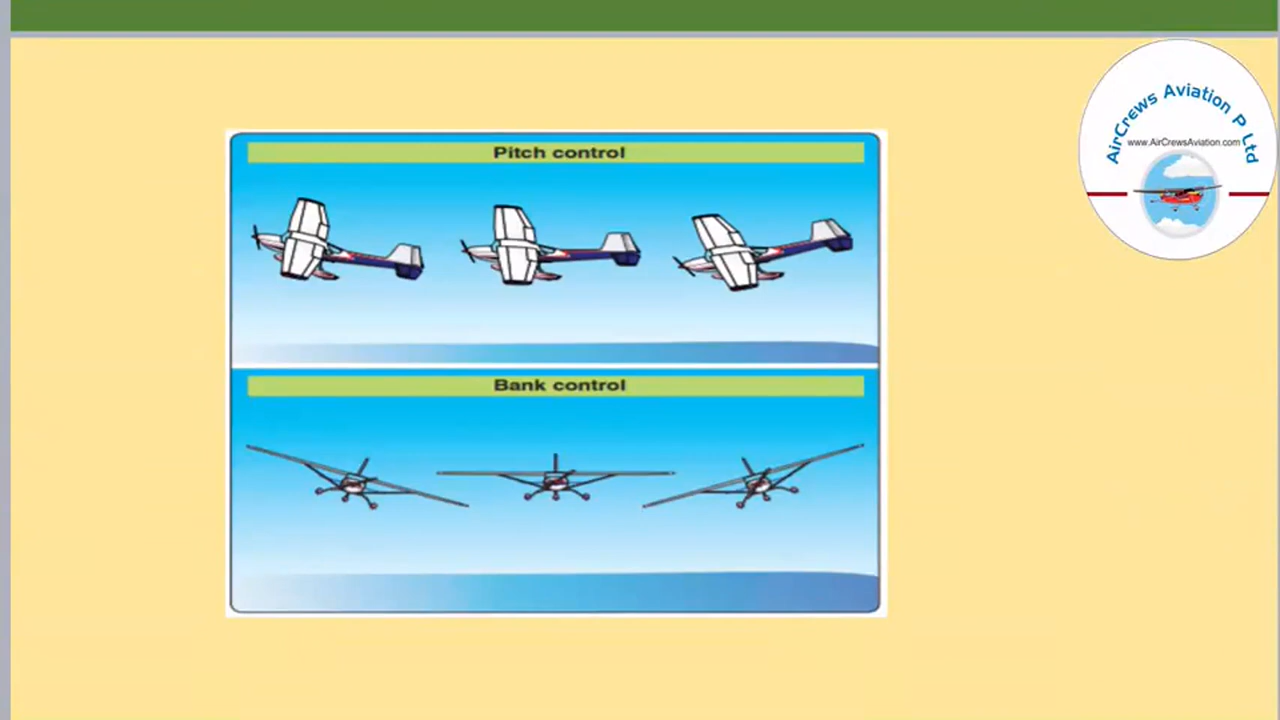 AirCrews Aviation P Ltd
www.AirCrewsAviation.com
Pitch control
Bank control